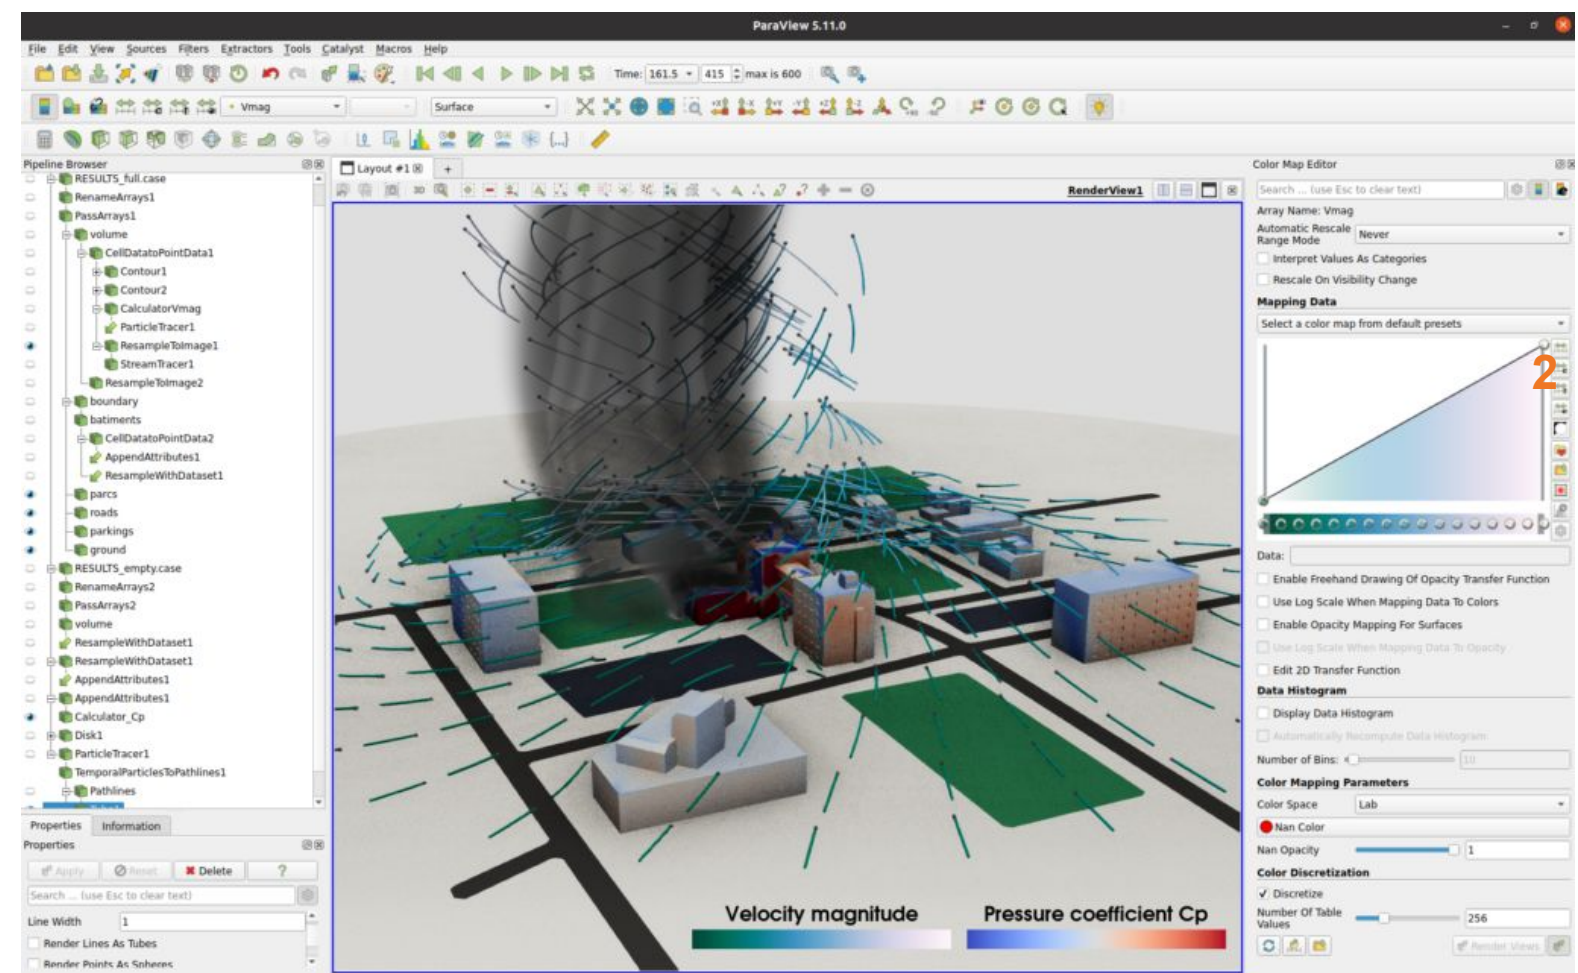 ParaView 5.11.0
File Edit View Sources Filters Extractors Tools Catalyst Macros Help
Time: 161.5 415 max is 600
Vmag Surface
Pipeline Browser
RESULTS_full.case
RenameArrays1
PassArrays1
volume
CellDatatoPointData1
Contour1
Contour2
CalculatorVmag
ParticleTracer1
ResampleToImage1
StreamTracer1
ResampleToImage2
boundary
batiments
CellDatatoPointData2
AppendAttributes1
ResampleWithDataset1
parcs
roads
parkings
ground
RESULTS_empty.case
RenameArrays2
PassArrays2
volume
ResampleWithDataset1
ResampleWithDataset1
AppendAttributes1
AppendAttributes1
Calculator_Cp
Disk1
ParticleTracer1
TemporalParticlesToPathlines1
Pathlines
Properties Information
Properties
Apply Reset Delete ?
Search ... (use Esc to clear text)
Line Width 1
Render Lines As Tubes
Render Points As Spheres
Layout #1 +
3D RenderView1
Velocity magnitude Pressure coefficient Cp
Color Map Editor
Search ... (use Esc to clear text)
Array Name: Vmag
Automatic Rescale Range Mode Never
Interpret Values As Categories
Rescale On Visibility Change
Mapping Data
Select a color map from default presets
2
Data:
Enable Freehand Drawing Of Opacity Transfer Function
Use Log Scale When Mapping Data To Colors
Enable Opacity Mapping For Surfaces
Use Log Scale When Mapping Data To Opacity
Edit 2D Transfer Function
Data Histogram
Display Data Histogram
Automatically Recompute Data Histogram
Number of Bins: 10
Color Mapping Parameters
Color Space Lab
Nan Color
Nan Opacity 1
Color Discretization
Discretize
Number Of Table Values 256
Render Views